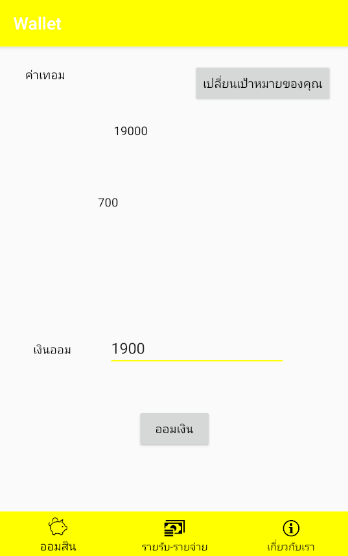 Wallet
ค่าเทอม
เปลี่ยนเป้าหมายของคุณ
19000
700
เงินออม
1900
ออมเงิน
ออมสิน
รายรับ-รายจ่าย
เกี่ยวกับเรา